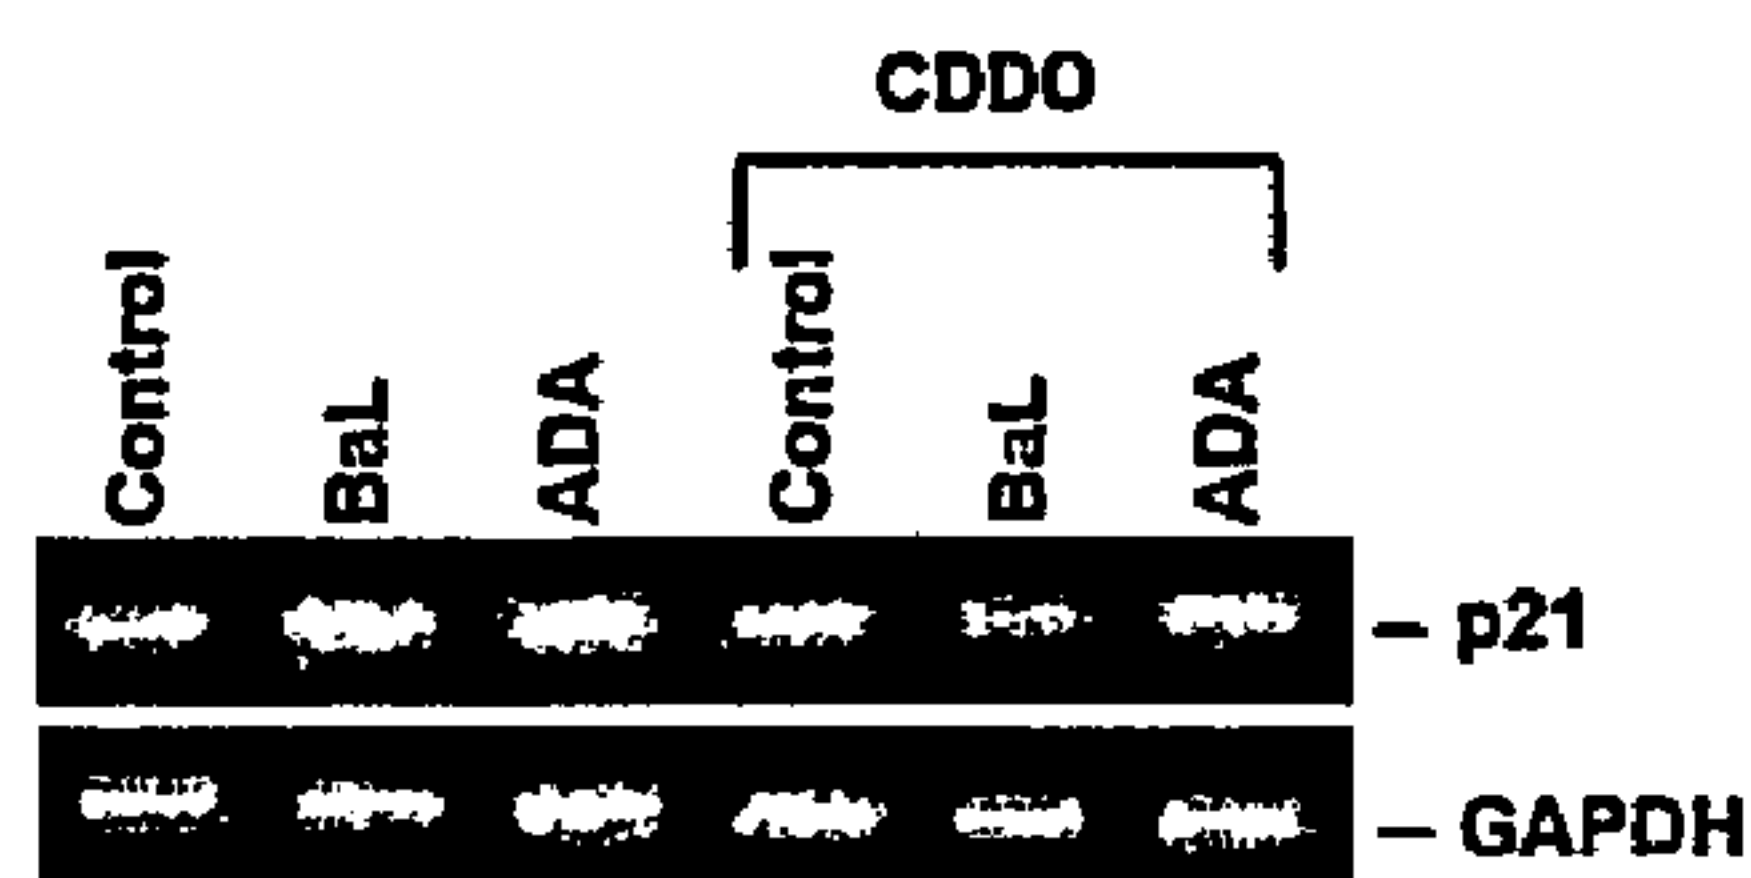 CDDO
Control
BaL
ADA
Control
BaL
ADA
– p21
– GAPDH